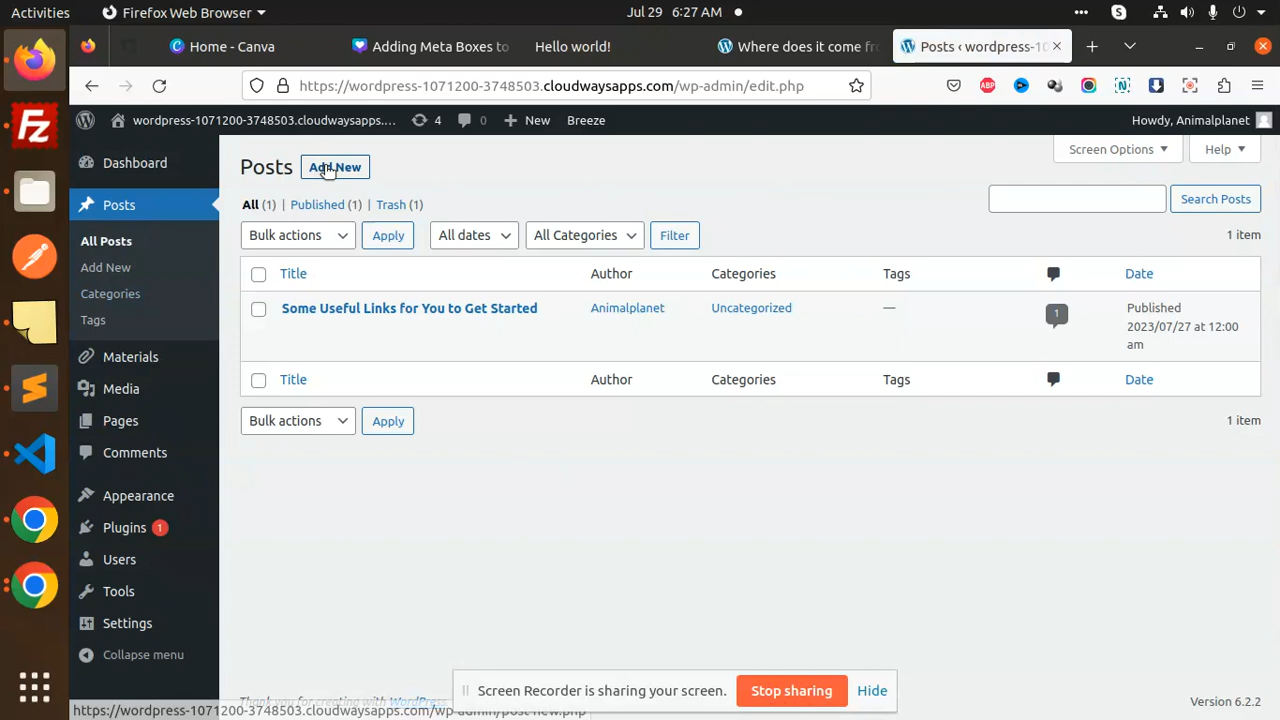 Activities Firefox Web Browser Jul 29 6:27 AM
Home - Canva Adding Meta Boxes to Hello world! Where does it come fro Posts ‹ wordpress-10
https://wordpress-1071200-3748503.cloudwaysapps.com/wp-admin/edit.php
wordpress-1071200-3748503.cloudwaysapps.... 4 0 New Breeze Howdy, Animalplanet
Dashboard
Posts
All Posts
Add New
Categories
Tags
Materials
Media
Pages
Comments
Appearance
Plugins 1
Users
Tools
Settings
Collapse menu
Posts Add New Screen Options Help
All (1) | Published (1) | Trash (1) Search Posts
Bulk actions Apply All dates All Categories Filter 1 item
Title Author Categories Tags Date
Some Useful Links for You to Get Started Animalplanet Uncategorized — 1 Published
2023/07/27 at 12:00
am
Title Author Categories Tags Date
Bulk actions Apply 1 item
Screen Recorder is sharing your screen. Stop sharing Hide
Thank you for creating with WordPress. Version 6.2.2
https://wordpress-1071200-3748503.cloudwaysapps.com/wp-admin/post-new.php